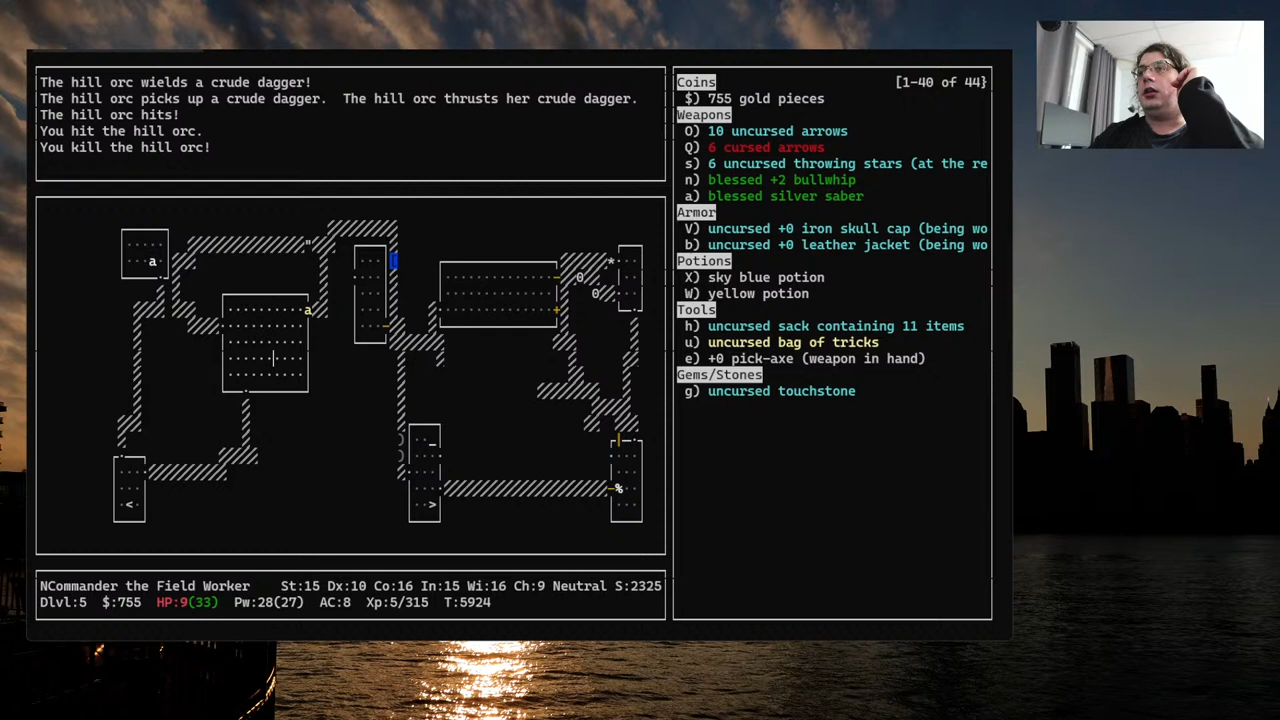 The hill orc wields a crude dagger!
The hill orc picks up a crude dagger.  The hill orc thrusts her crude dagger.
The hill orc hits!
You hit the hill orc.
You kill the hill orc!
Coins [1-40 of 44}
$) 755 gold pieces
Weapons
O) 10 uncursed arrows
Q) 6 cursed arrows
s) 6 uncursed throwing stars (at the re
n) blessed +2 bullwhip
a) blessed silver saber
Armor
V) uncursed +0 iron skull cap (being wo
b) uncursed +0 leather jacket (being wo
Potions
X) sky blue potion
W) yellow potion
Tools
h) uncursed sack containing 11 items
u) uncursed bag of tricks
e) +0 pick-axe (weapon in hand)
Gems/Stones
g) uncursed touchstone
NCommander the Field Worker St:15 Dx:10 Co:16 In:15 Wi:16 Ch:9 Neutral S:2325
Dlvl:5 $:755 HP:9(33) Pw:28(27) AC:8 Xp:5/315 T:5924